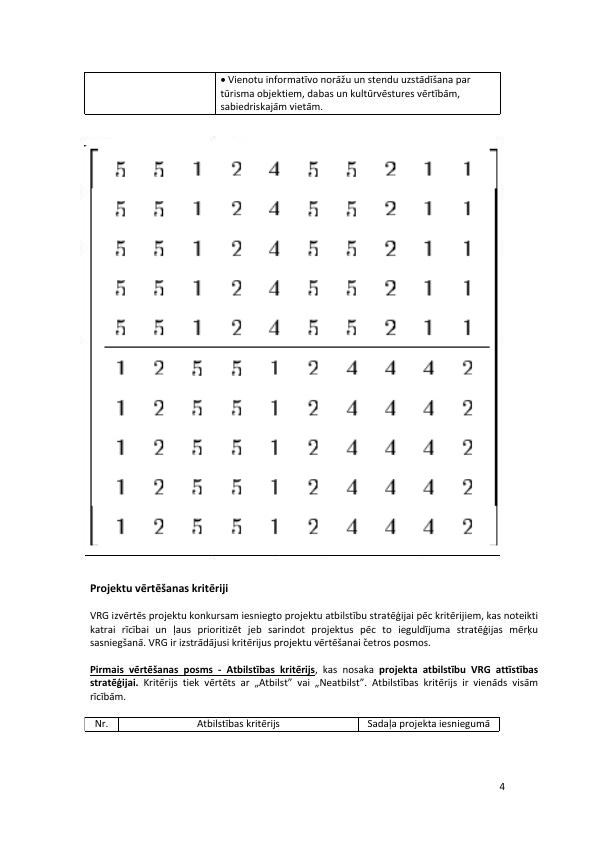 • Vienotu informatīvo norāžu un stendu uzstādīšana par
tūrisma objektiem, dabas un kultūrvēstures vērtībām,
sabiedriskajām vietām.
5 5 1 2 4 5 5 2 1 1
5 5 1 2 4 5 5 2 1 1
5 5 1 2 4 5 5 2 1 1
5 5 1 2 4 5 5 2 1 1
5 5 1 2 4 5 5 2 1 1
1 2 5 5 1 2 4 4 4 2
1 2 5 5 1 2 4 4 4 2
1 2 5 5 1 2 4 4 4 2
1 2 5 5 1 2 4 4 4 2
1 2 5 5 1 2 4 4 4 2
Projektu vērtēšanas kritēriji
VRG izvērtēs projektu konkursam iesniegto projektu atbilstību stratēģijai pēc kritērijiem, kas noteikti
katrai rīcībai un ļaus prioritizēt jeb sarindot projektus pēc to ieguldījuma stratēģijas mērķu
sasniegšanā. VRG ir izstrādājusi kritērijus projektu vērtēšanai četros posmos.
Pirmais vērtēšanas posms - Atbilstības kritērijs, kas nosaka projekta atbilstību VRG attīstības
stratēģijai. Kritērijs tiek vērtēts ar „Atbilst” vai „Neatbilst”. Atbilstības kritērijs ir vienāds visām
rīcībām.
Nr. Atbilstības kritērijs Sadaļa projekta iesniegumā
4